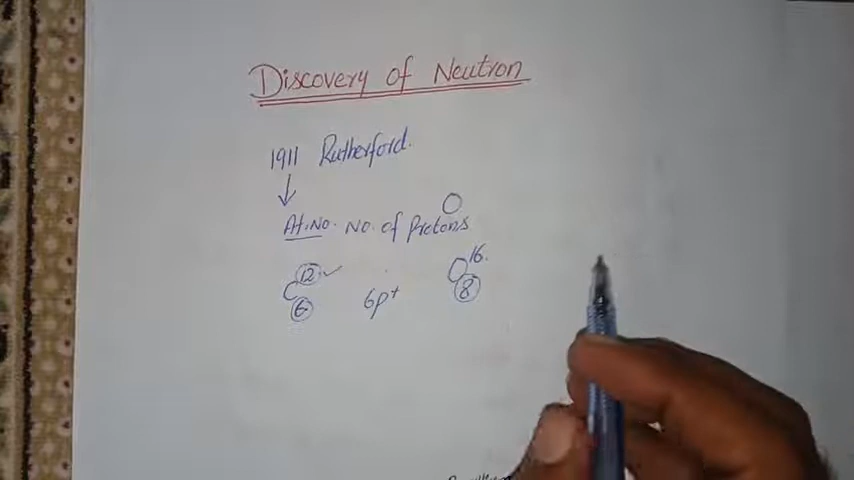 Discovery of Neutron
1911 Rutherford.
At. No. No. of Protons
C 12 6 6p+ O 16. 8